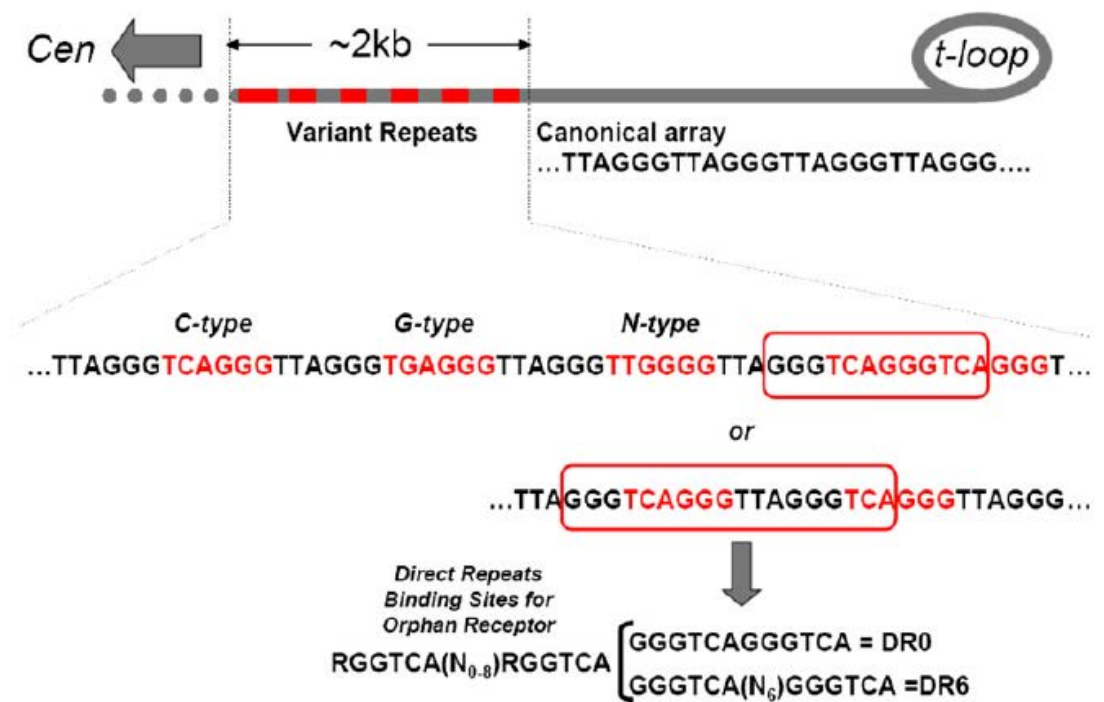 Cen
~2kb
t-loop
Variant Repeats
Canonical array
...TTAGGGTTAGGGTTAGGGTTAGGG....
C-type G-type N-type
...TTAGGGTCAGGGTTAGGGTGAGGGTTAGGGTTGGGGTTAGGGTCAGGGTCAGGGT...
or
...TTAGGGTCAGGGTTAGGGTCAGGGTTAGGG...
Direct Repeats
Binding Sites for
Orphan Receptor
RGGTCA(N0-8)RGGTCA
GGGTCAGGGTCA = DR0
GGGTCA(N6)GGGTCA =DR6